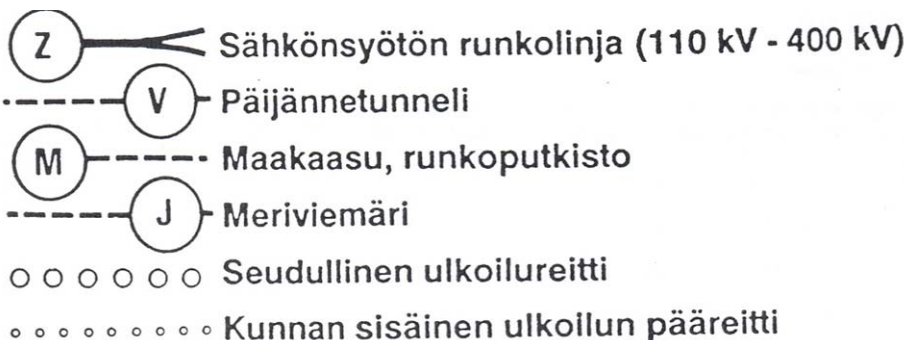 Z Sähkönsyötön runkolinja (110 kV - 400 kV)
V Päijännetunneli
M Maakaasu, runkoputkisto
J Meriviemäri
Seudullinen ulkoilureitti
Kunnan sisäinen ulkoilun pääreitti